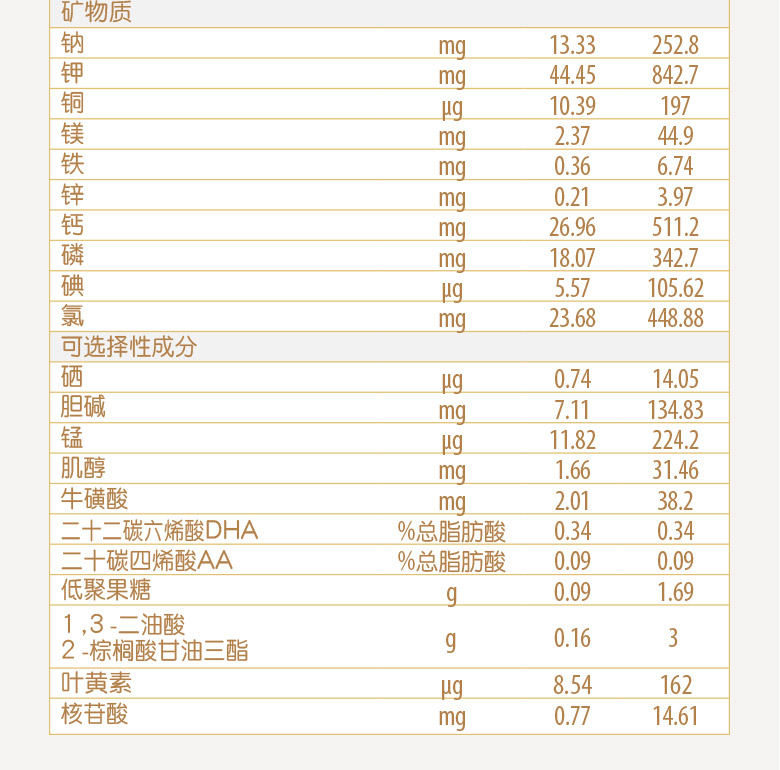 矿物质
钠 mg 13.33 252.8
钾 mg 44.45 842.7
铜 μg 10.39 197
镁 mg 2.37 44.9
铁 mg 0.36 6.74
锌 mg 0.21 3.97
钙 mg 26.96 511.2
磷 mg 18.07 342.7
碘 μg 5.57 105.62
氯 mg 23.68 448.88
可选择性成分
硒 μg 0.74 14.05
胆碱 mg 7.11 134.83
锰 μg 11.82 224.2
肌醇 mg 1.66 31.46
牛磺酸 mg 2.01 38.2
二十二碳六烯酸DHA %总脂肪酸 0.34 0.34
二十碳四烯酸AA %总脂肪酸 0.09 0.09
低聚果糖 g 0.09 1.69
1,3-二油酸
2-棕榈酸甘油三酯 g 0.16 3
叶黄素 μg 8.54 162
核苷酸 mg 0.77 14.61